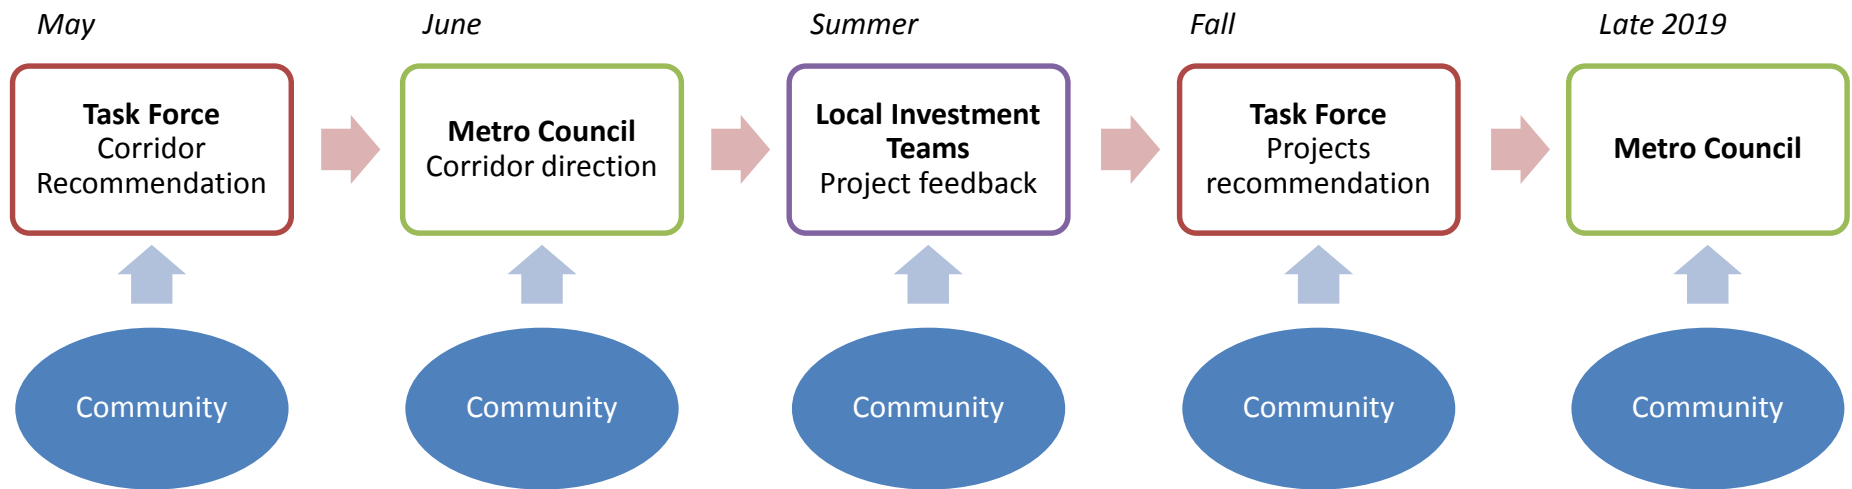 May
June
Summer
Fall
Late 2019
Task Force
Corridor
Recommendation
Metro Council
Corridor direction
Local Investment
Teams
Project feedback
Task Force
Projects
recommendation
Metro Council
Community
Community
Community
Community
Community